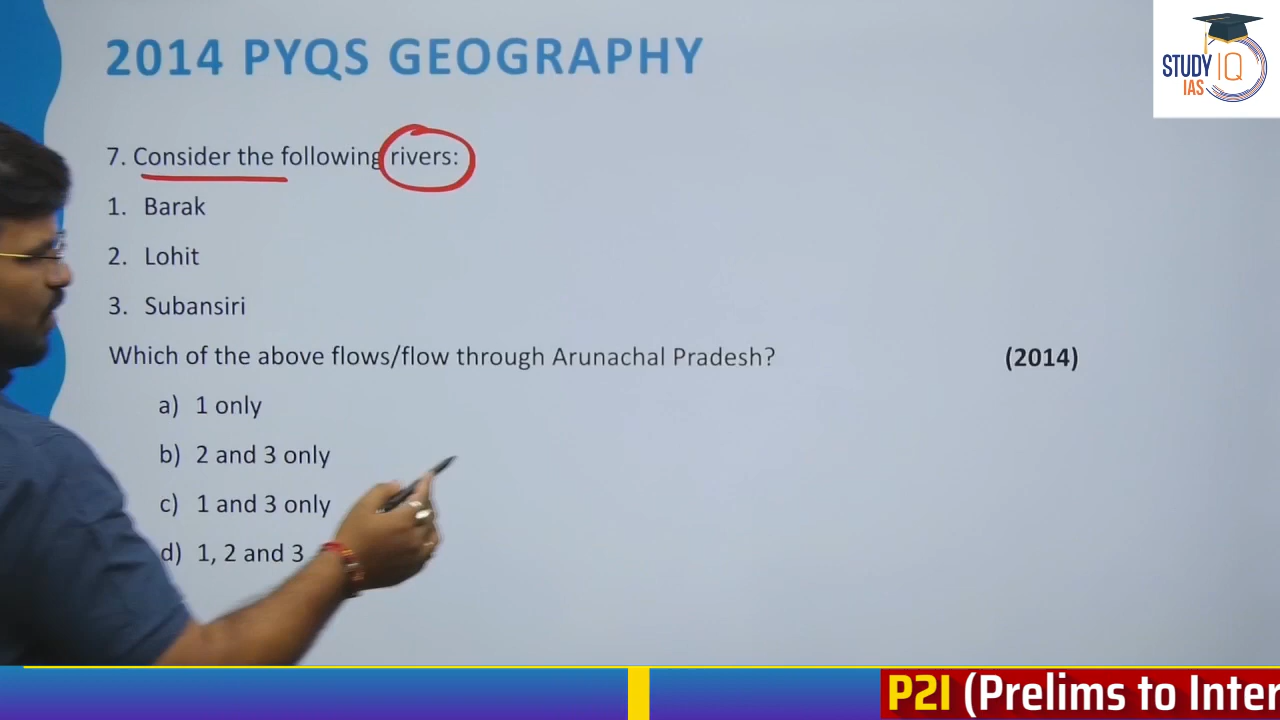 2014 PYQS GEOGRAPHY
STUDY IQ
IAS
7. Consider the following rivers:
1. Barak
2. Lohit
3. Subansiri
Which of the above flows/flow through Arunachal Pradesh? (2014)
a) 1 only
b) 2 and 3 only
c) 1 and 3 only
d) 1, 2 and 3
P2I (Prelims to Inter